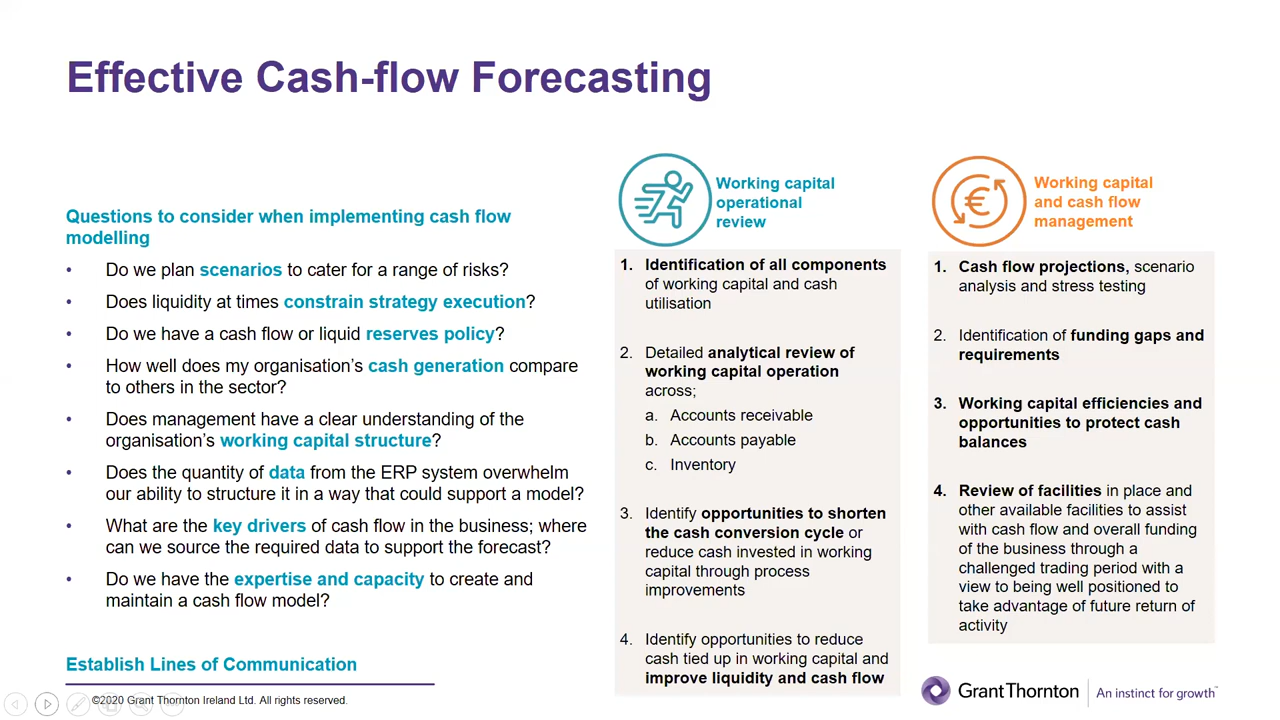 Effective Cash-flow Forecasting
Questions to consider when implementing cash flow
modelling
• Do we plan scenarios to cater for a range of risks?
• Does liquidity at times constrain strategy execution?
• Do we have a cash flow or liquid reserves policy?
• How well does my organisation's cash generation compare
to others in the sector?
• Does management have a clear understanding of the
organisation's working capital structure?
• Does the quantity of data from the ERP system overwhelm
our ability to structure it in a way that could support a model?
• What are the key drivers of cash flow in the business; where
can we source the required data to support the forecast?
• Do we have the expertise and capacity to create and
maintain a cash flow model?
Establish Lines of Communication
Working capital
operational
review
1. Identification of all components
of working capital and cash
utilisation
2. Detailed analytical review of
working capital operation
across;
a. Accounts receivable
b. Accounts payable
c. Inventory
3. Identify opportunities to shorten
the cash conversion cycle or
reduce cash invested in working
capital through process
improvements
4. Identify opportunities to reduce
cash tied up in working capital and
improve liquidity and cash flow
€
Working capital
and cash flow
management
1. Cash flow projections, scenario
analysis and stress testing
2. Identification of funding gaps and
requirements
3. Working capital efficiencies and
opportunities to protect cash
balances
4. Review of facilities in place and
other available facilities to assist
with cash flow and overall funding
of the business through a
challenged trading period with a
view to being well positioned to
take advantage of future return of
activity
©2020 Grant Thornton Ireland Ltd. All rights reserved.
Grant Thornton
An instinct for growth™